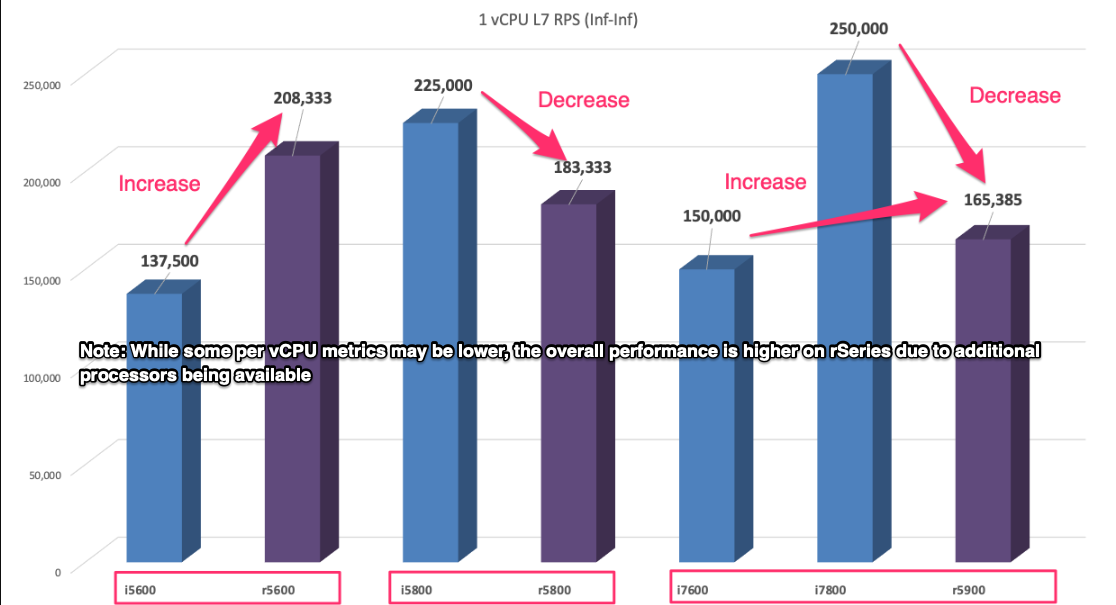 1 vCPU L7 RPS (Inf-Inf)
250,000
225,000
208,333
Decrease
Decrease
250,000
183,333
Increase
Increase
200,000
165,385
150,000
137,500
150,000
Note: While some per vCPU metrics may be lower, the overall performance is higher on rSeries due to additional
processors being available
100,000
50,000
0
i5600
r5600
i5800
r5800
i7600
i7800
r5900